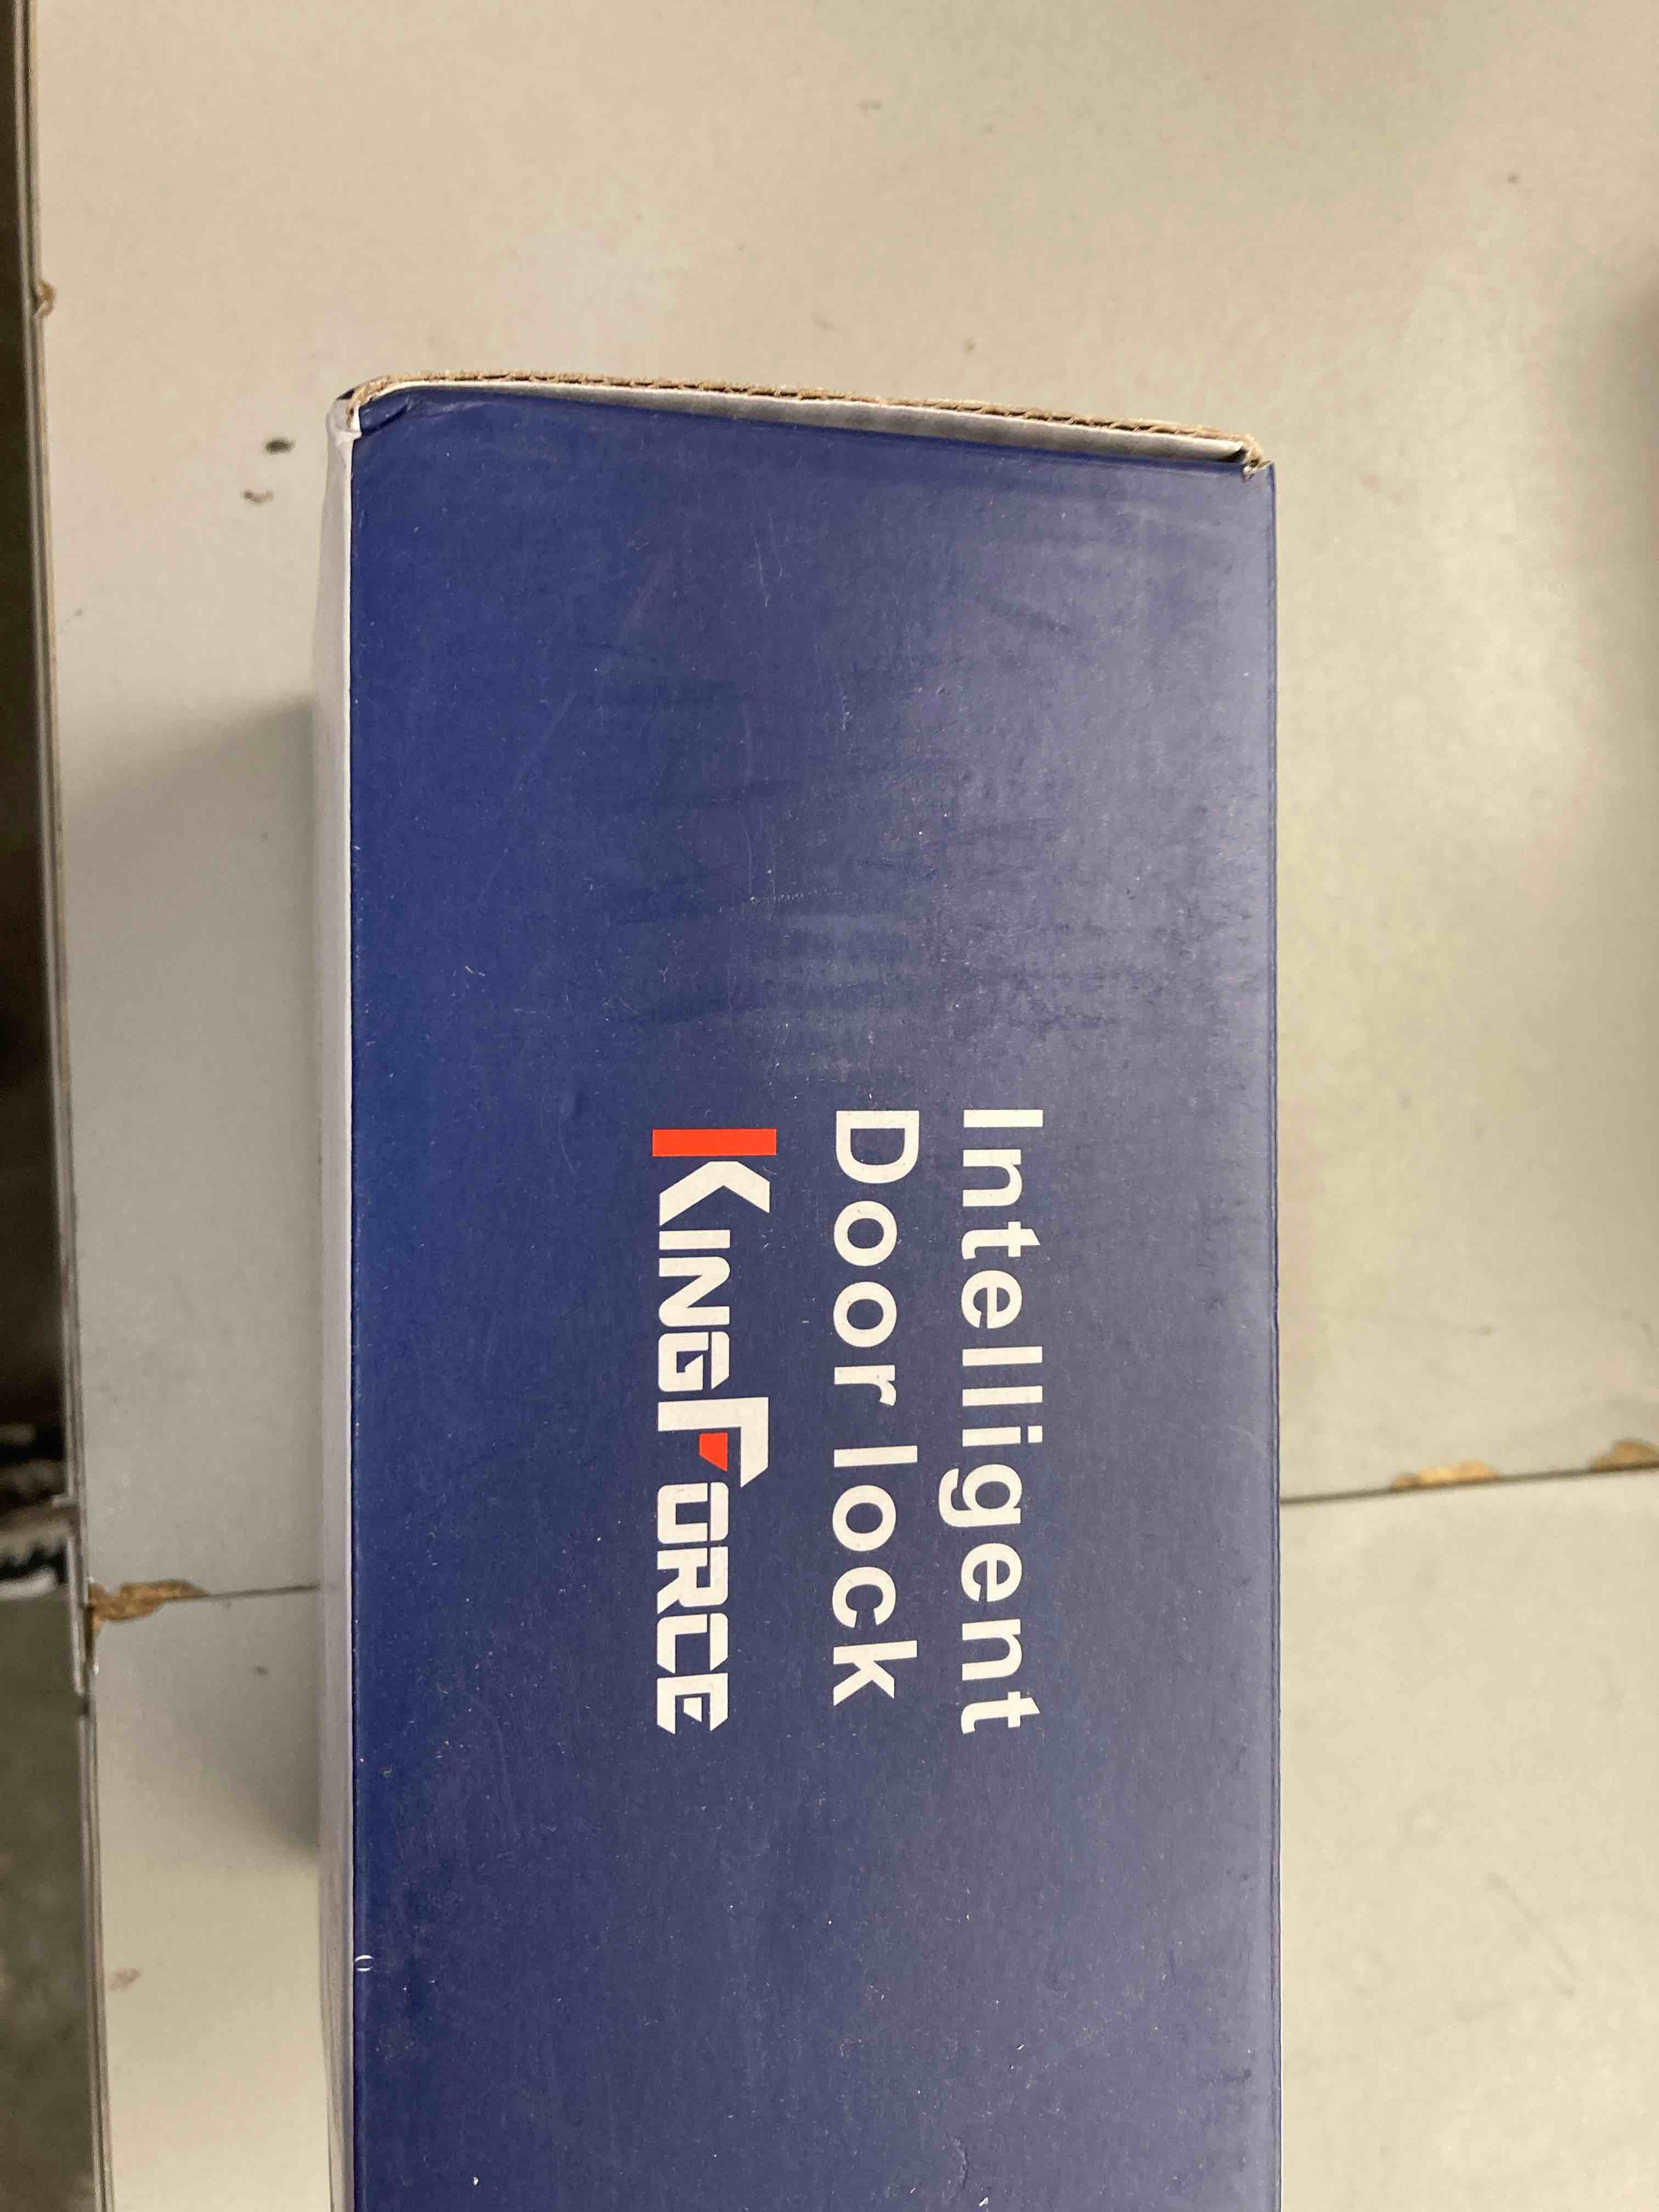 Intelligent
Door lock
KINGFORCE